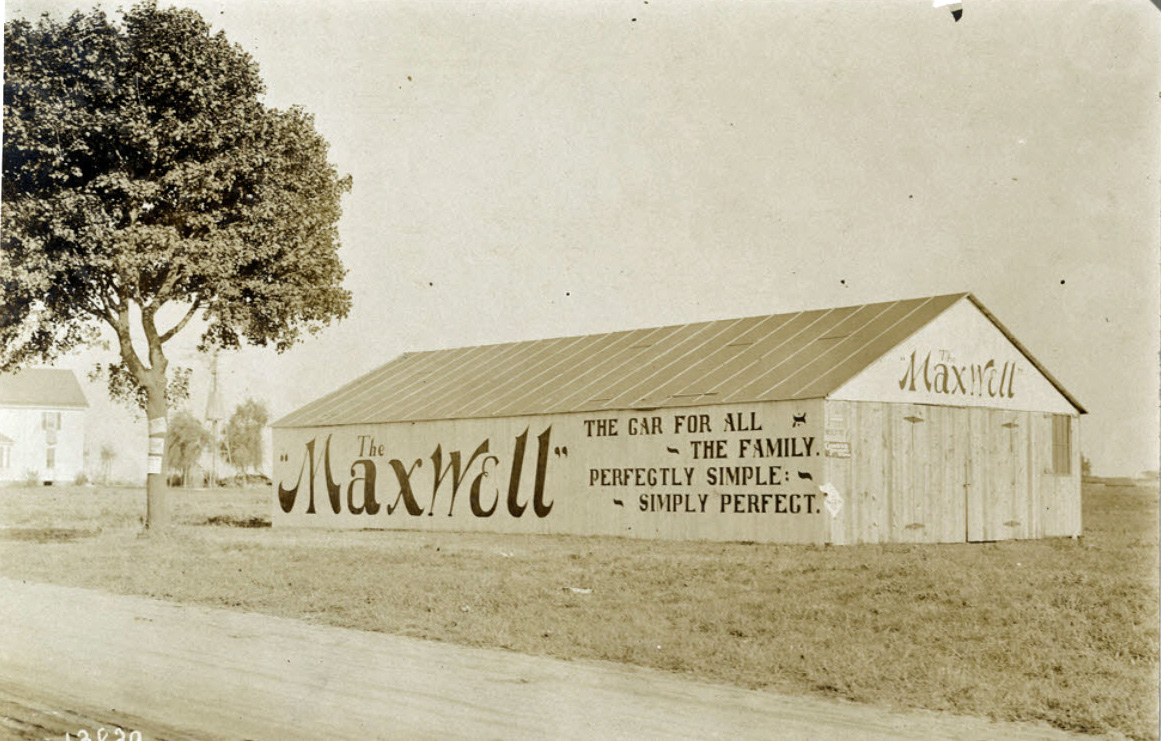 The
"Maxwell"
THE CAR FOR ALL
~ THE FAMILY.
PERFECTLY SIMPLE: ~
~ SIMPLY PERFECT.
The
"Maxwell"